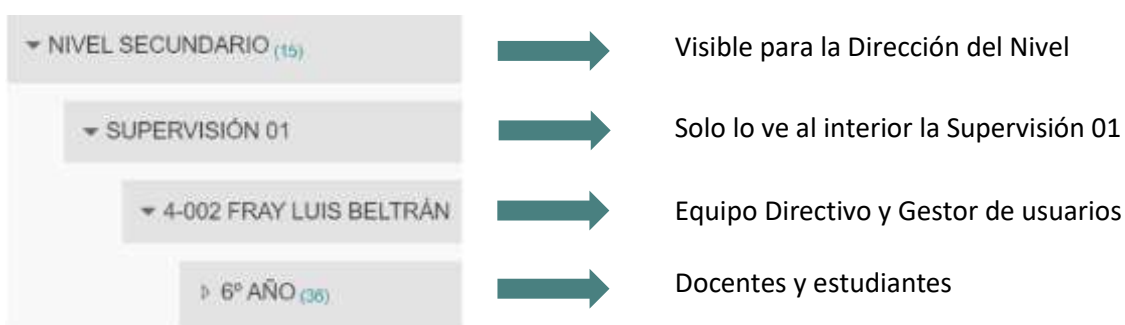 NIVEL SECUNDARIO (15)
Visible para la Dirección del Nivel
SUPERVISIÓN 01
Solo lo ve al interior la Supervisión 01
4-002 FRAY LUIS BELTRÁN
Equipo Directivo y Gestor de usuarios
6º AÑO (36)
Docentes y estudiantes